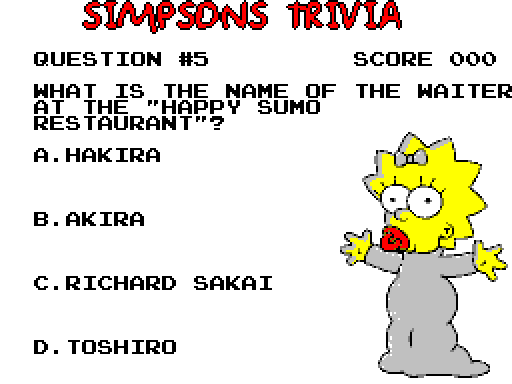 SIMPSONS TRIVIA
QUESTION #5 SCORE 000
WHAT IS THE NAME OF THE WAITER
AT THE "HAPPY SUMO
RESTAURANT"?
A.HAKIRA
B.AKIRA
C.RICHARD SAKAI
D.TOSHIRO